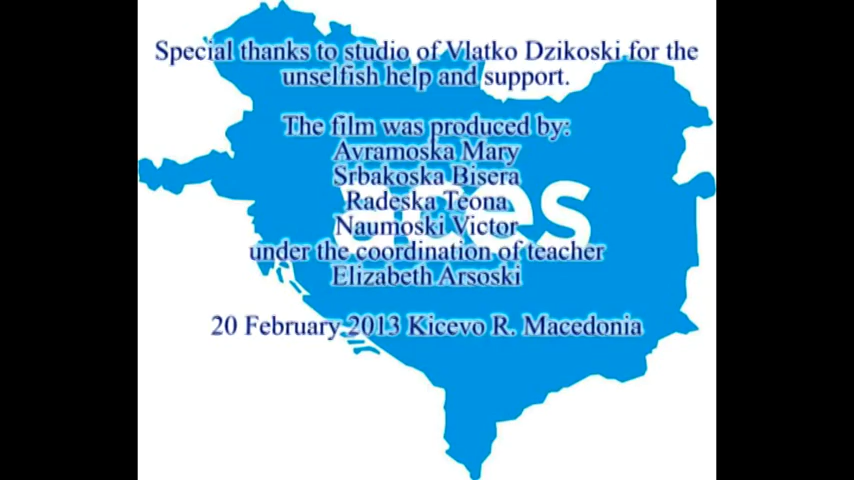 Special thanks to studio of Vlatko Dzikoski for the
unselfish help and support.
The film was produced by:
Avramoska Mary
Srbakoska Bisera
Radeska Teona
Naumoski Victor
under the coordination of teacher
Elizabeth Arsoski
20 February 2013 Kicevo R. Macedonia
aces